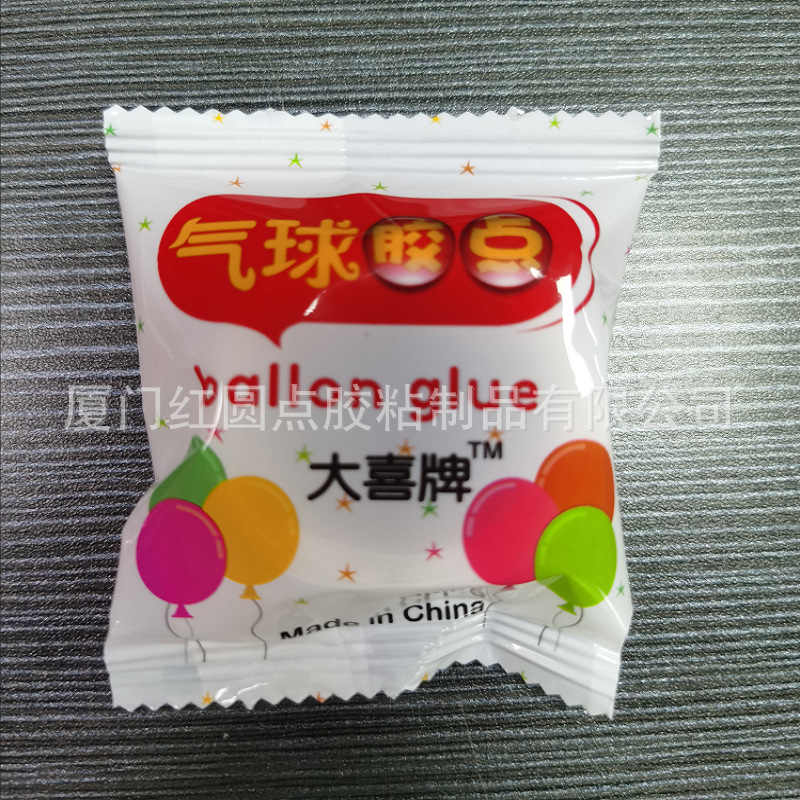 气球胶点
ballon glue
厦门红圆点胶粘制品有限公司
大喜牌™
Made in China